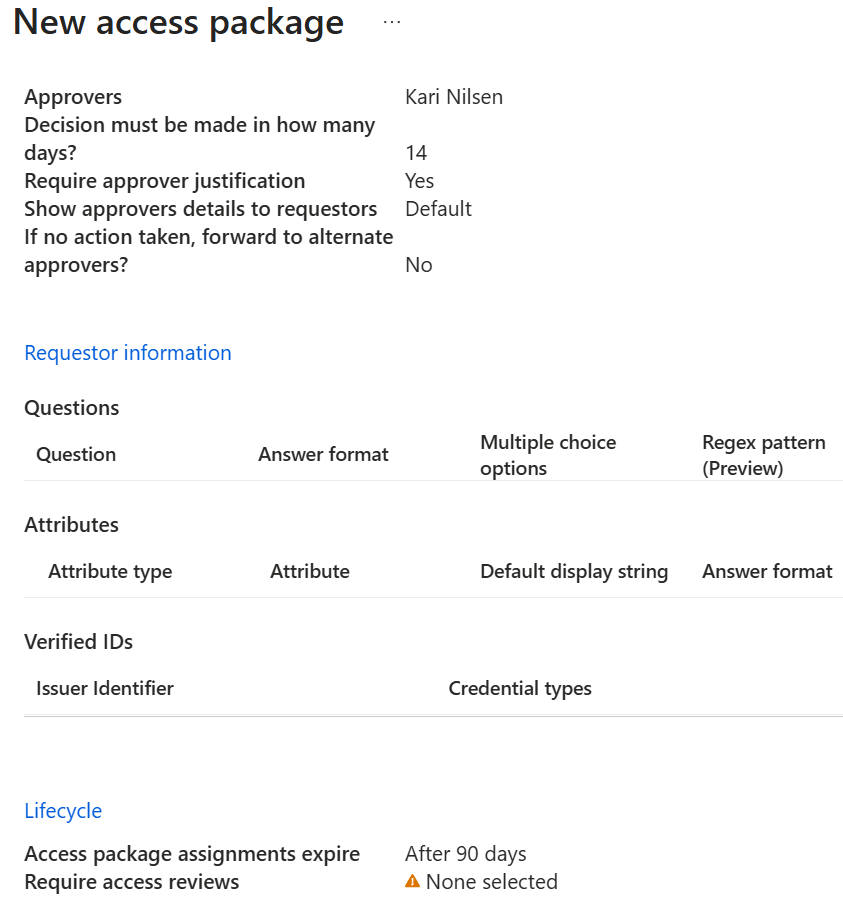 New access package ...
Approvers Kari Nilsen
Decision must be made in how many
days? 14
Require approver justification Yes
Show approvers details to requestors Default
If no action taken, forward to alternate
approvers? No
Requestor information
Questions
Question Answer format Multiple choice options Regex pattern (Preview)
Attributes
Attribute type Attribute Default display string Answer format
Verified IDs
Issuer Identifier Credential types
Lifecycle
Access package assignments expire After 90 days
Require access reviews None selected